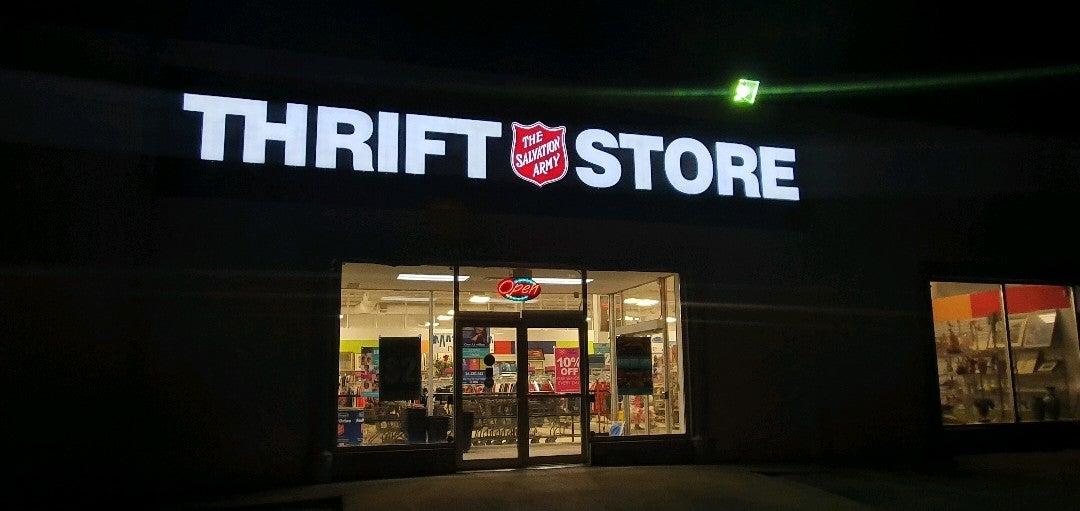 THRIFT STORE
THE
SALVATION
ARMY
Open
10%
OFF